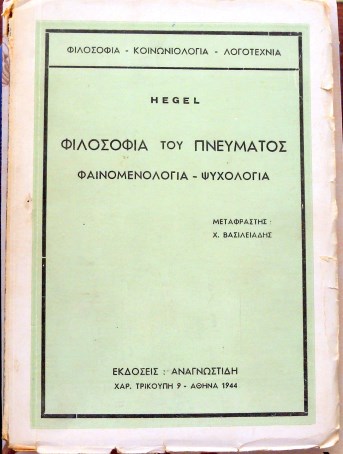 ΦΙΛΟΣΟΦΙΑ - ΚΟΙΝΩΝΙΟΛΟΓΙΑ - ΛΟΓΟΤΕΧΝΙΑ
HEGEL
ΦΙΛΟΣΟΦΙΑ ΤΟΥ ΠΝΕΥΜΑΤΟΣ
ΦΑΙΝΟΜΕΝΟΛΟΓΙΑ - ΨΥΧΟΛΟΓΙΑ
ΜΕΤΑΦΡΑΣΤΗΣ :
Χ. ΒΑΣΙΛΕΙΑΔΗΣ
ΕΚΔΟΣΕΙΣ : ΑΝΑΓΝΩΣΤΙΔΗ
ΧΑΡ. ΤΡΙΚΟΥΠΗ 9 - ΑΘΗΝΑ 1944